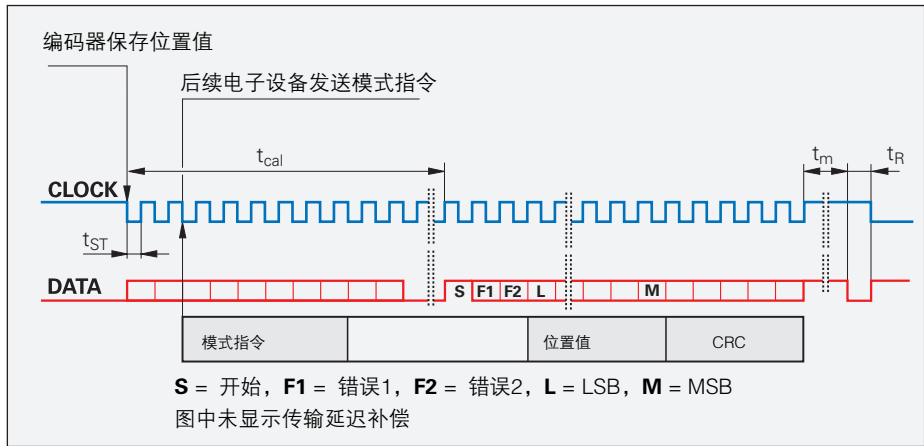 编码器保存位置值
后续电子设备发送模式指令
tcal
tm
tR
CLOCK
tST
DATA
S F1 F2 L M
模式指令 位置值 CRC
S = 开始, F1 = 错误1, F2 = 错误2, L = LSB, M = MSB
图中未显示传输延迟补偿